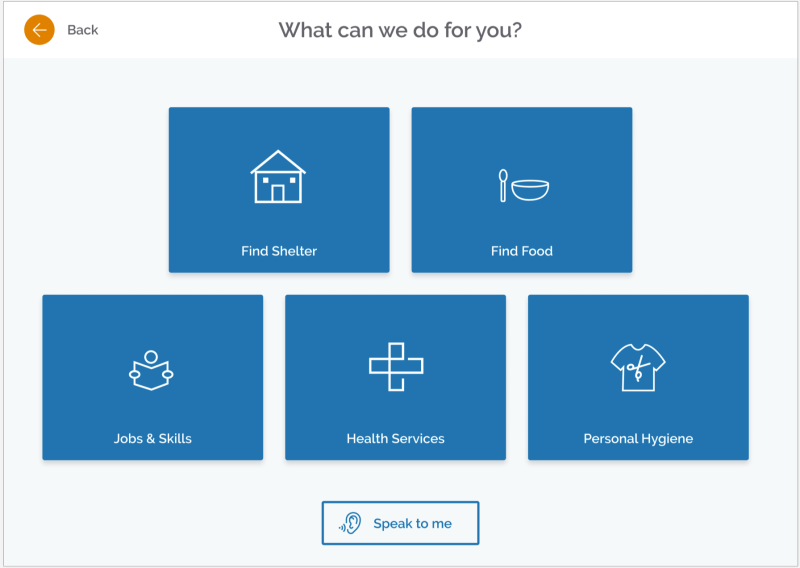 Back
What can we do for you?
Find Shelter
Find Food
Jobs & Skills
Health Services
Personal Hygiene
Speak to me